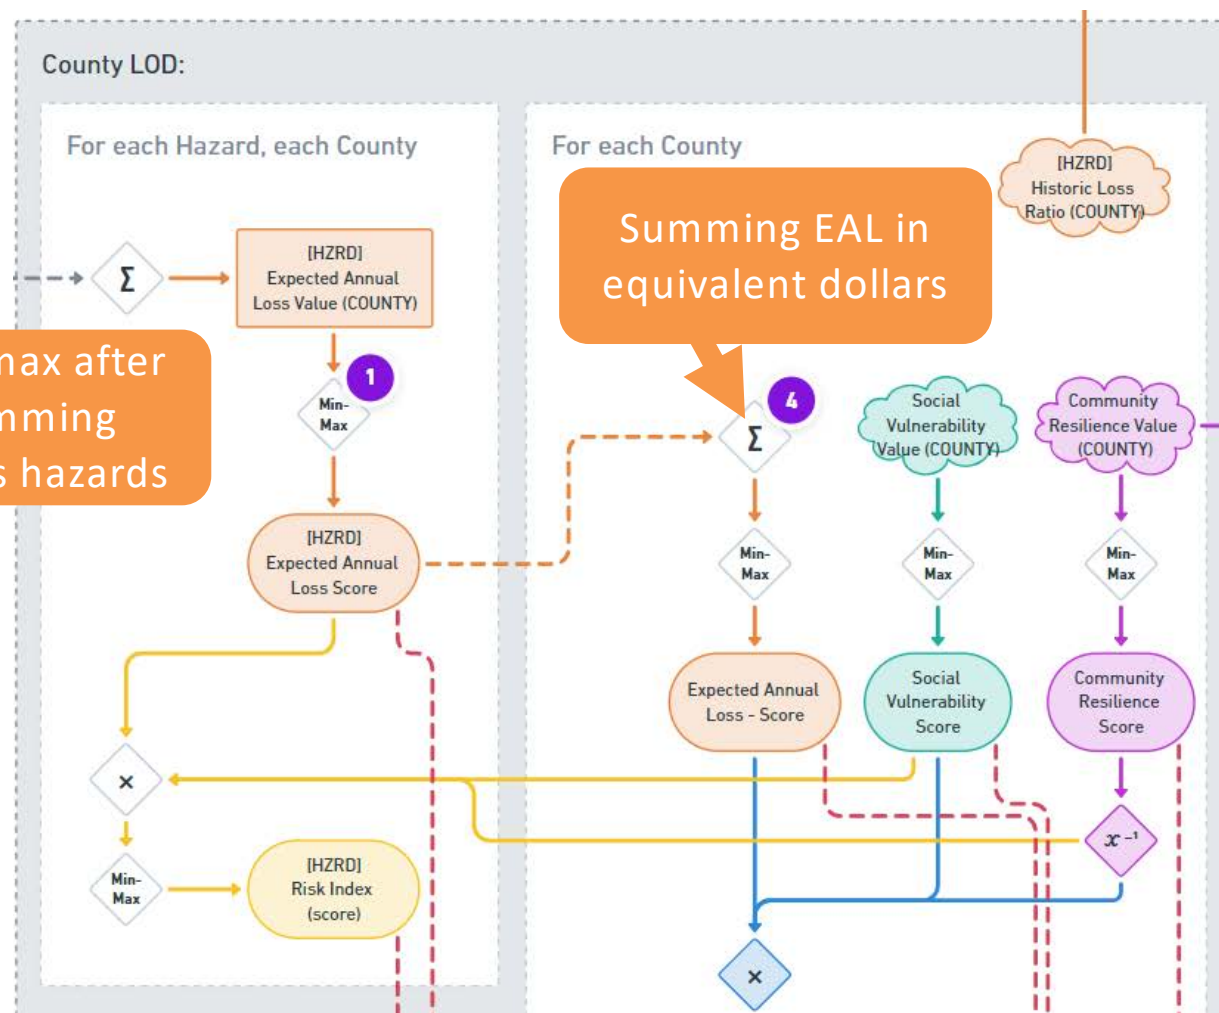 County LOD:
For each Hazard, each County
For each County
[HZRD]
Historic Loss
Ratio (COUNTY)
Summing EAL in
equivalent dollars
Σ
[HZRD]
Expected Annual
Loss Value (COUNTY)
max after
hazards
1
Min-
Max
4
Σ
Social
Vulnerability
Value (COUNTY)
Community
Resilience Value
(COUNTY)
[HZRD]
Expected Annual
Loss Score
Min-
Max
Min-
Max
Min-
Max
Expected Annual
Loss - Score
Social
Vulnerability
Score
Community
Resilience
Score
×
x⁻¹
Min-
Max
[HZRD]
Risk Index
(score)
×